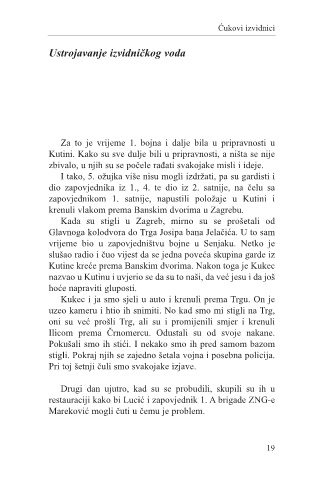 Ćukovi izvidnici
Ustrojavanje izvidničkog voda
Za to je vrijeme 1. bojna i dalje bila u pripravnosti u
Kutini. Kako su sve dulje bili u pripravnosti, a ništa se nije
zbivalo, u njih su se počele rađati svakojake misli i ideje.
I tako, 5. ožujka više nisu mogli izdržati, pa su gardisti i
dio zapovjednika iz 1., 4. te dio iz 2. satnije, na čelu sa
zapovjednikom 1. satnije, napustili položaje u Kutini i
krenuli vlakom prema Banskim dvorima u Zagrebu.
Kada su stigli u Zagreb, mirno su se prošetali od
Glavnoga kolodvora do Trga Josipa bana Jelačića. U to sam
vrijeme bio u zapovjedništvu bojne u Senjaku. Netko je
slušao radio i čuo vijest da se jedna poveća skupina garde iz
Kutine kreće prema Banskim dvorima. Nakon toga je Kukec
nazvao u Kutinu i uvjerio se da su to naši, da već jesu i da još
hoće napraviti gluposti.
Kukec i ja smo sjeli u auto i krenuli prema Trgu. On je
uzeo kameru i htio ih snimiti. No kad smo mi stigli na Trg,
oni su već prošli Trg, ali su i promijenili smjer i krenuli
Ilicom prema Črnomercu. Odustali su od svoje nakane.
Pokušali smo ih stići. I nekako smo ih pred samom bazom
stigli. Pokraj njih se zajedno šetala vojna i posebna policija.
Pri toj šetnji čuli smo svakojake izjave.
Drugi dan ujutro, kad su se probudili, skupili su ih u
restauraciji kako bi Lucić i zapovjednik 1. A brigade ZNG-e
Mareković mogli čuti u čemu je problem.
19